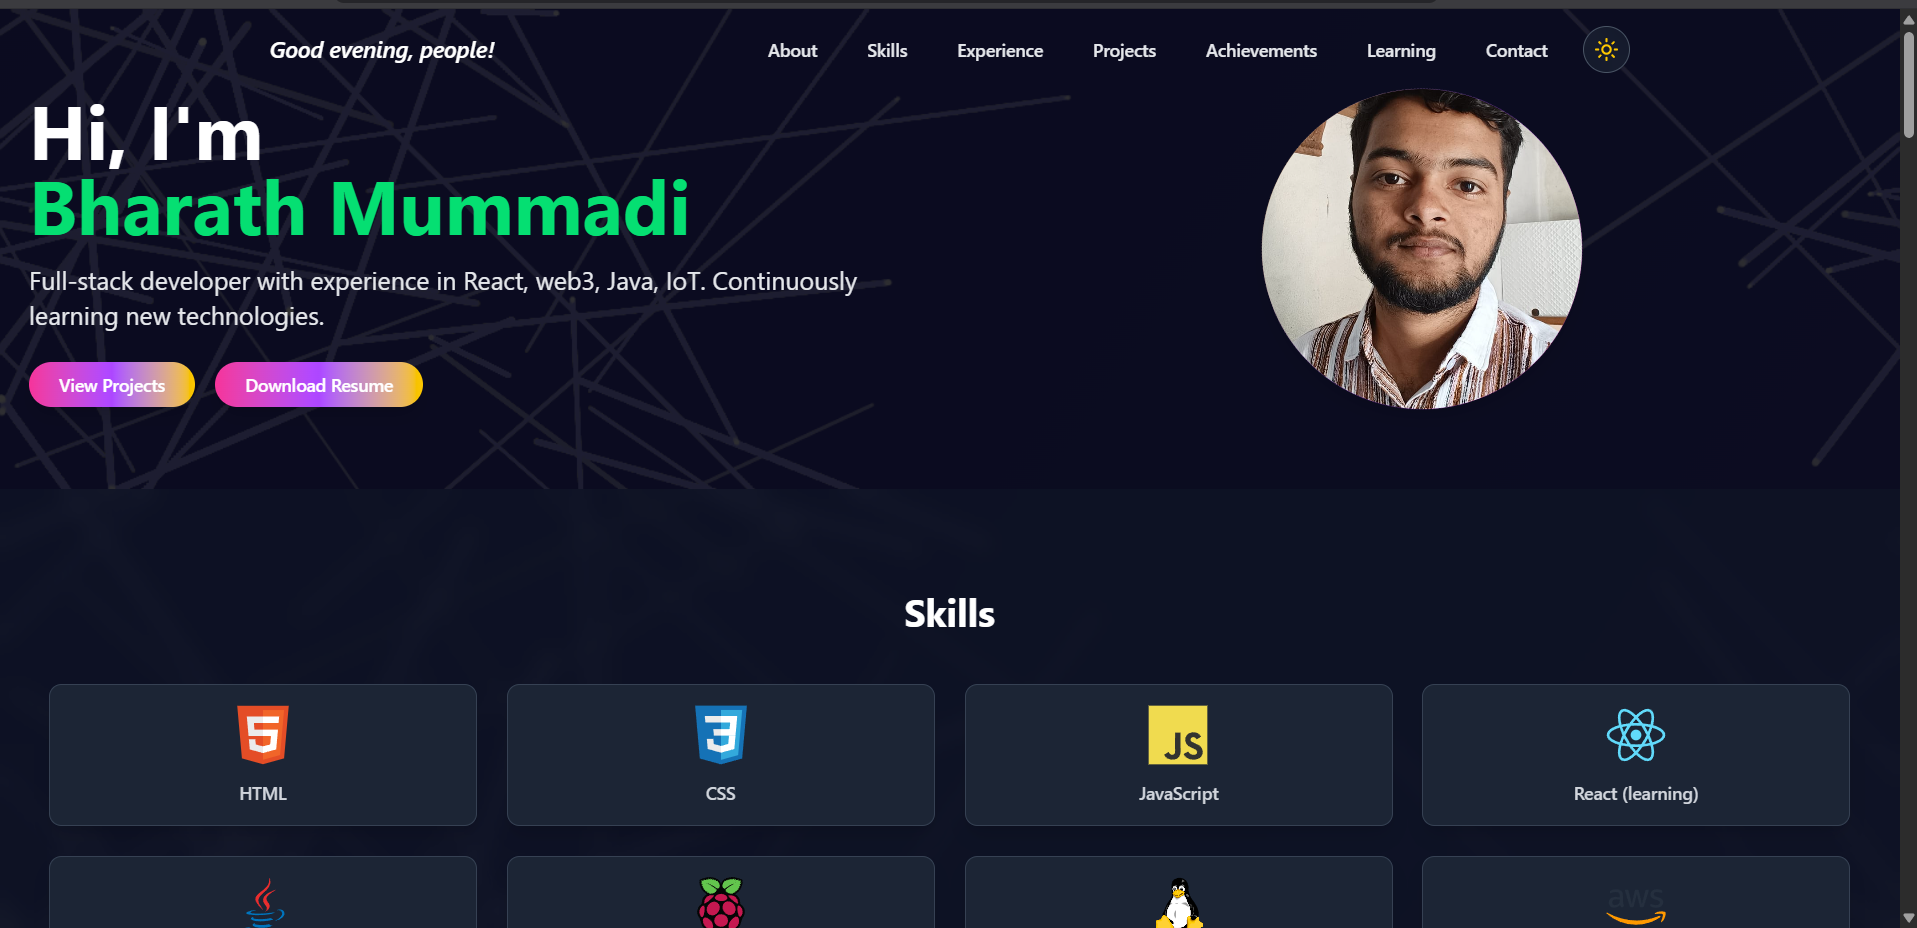 Good evening, people!
About Skills Experience Projects Achievements Learning Contact
Hi, I'm
Bharath Mummadi
Full-stack developer with experience in React, web3, Java, IoT. Continuously
learning new technologies.
View Projects Download Resume
Skills
5 3 JS
HTML CSS JavaScript React (learning)
aws